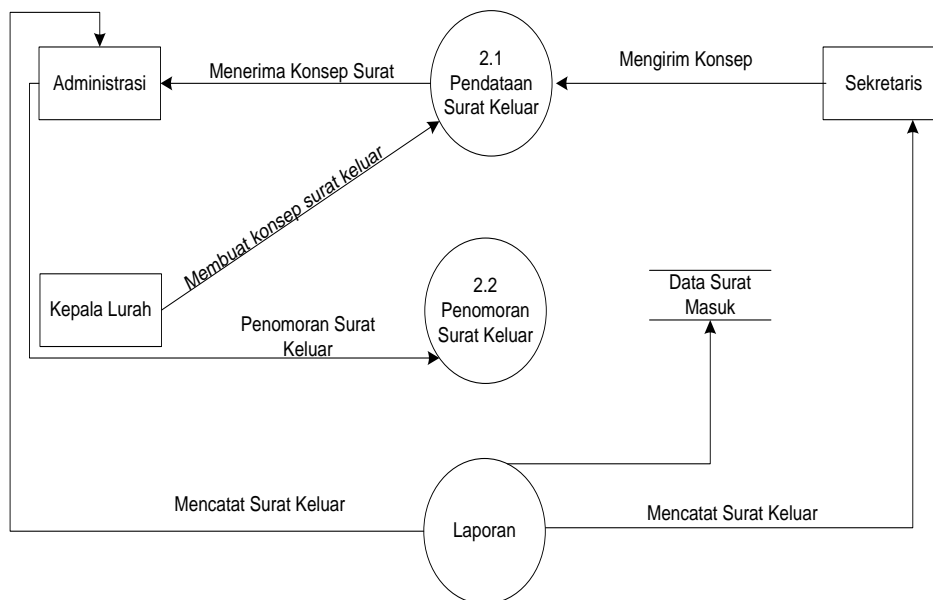 Administrasi
Menerima Konsep Surat
2.1
Pendataan
Surat Keluar
Mengirim Konsep
Sekretaris
Membuat konsep surat keluar
Kepala Lurah
Penomoran Surat
Keluar
2.2
Penomoran
Surat Keluar
Data Surat
Masuk
Mencatat Surat Keluar
Laporan
Mencatat Surat Keluar